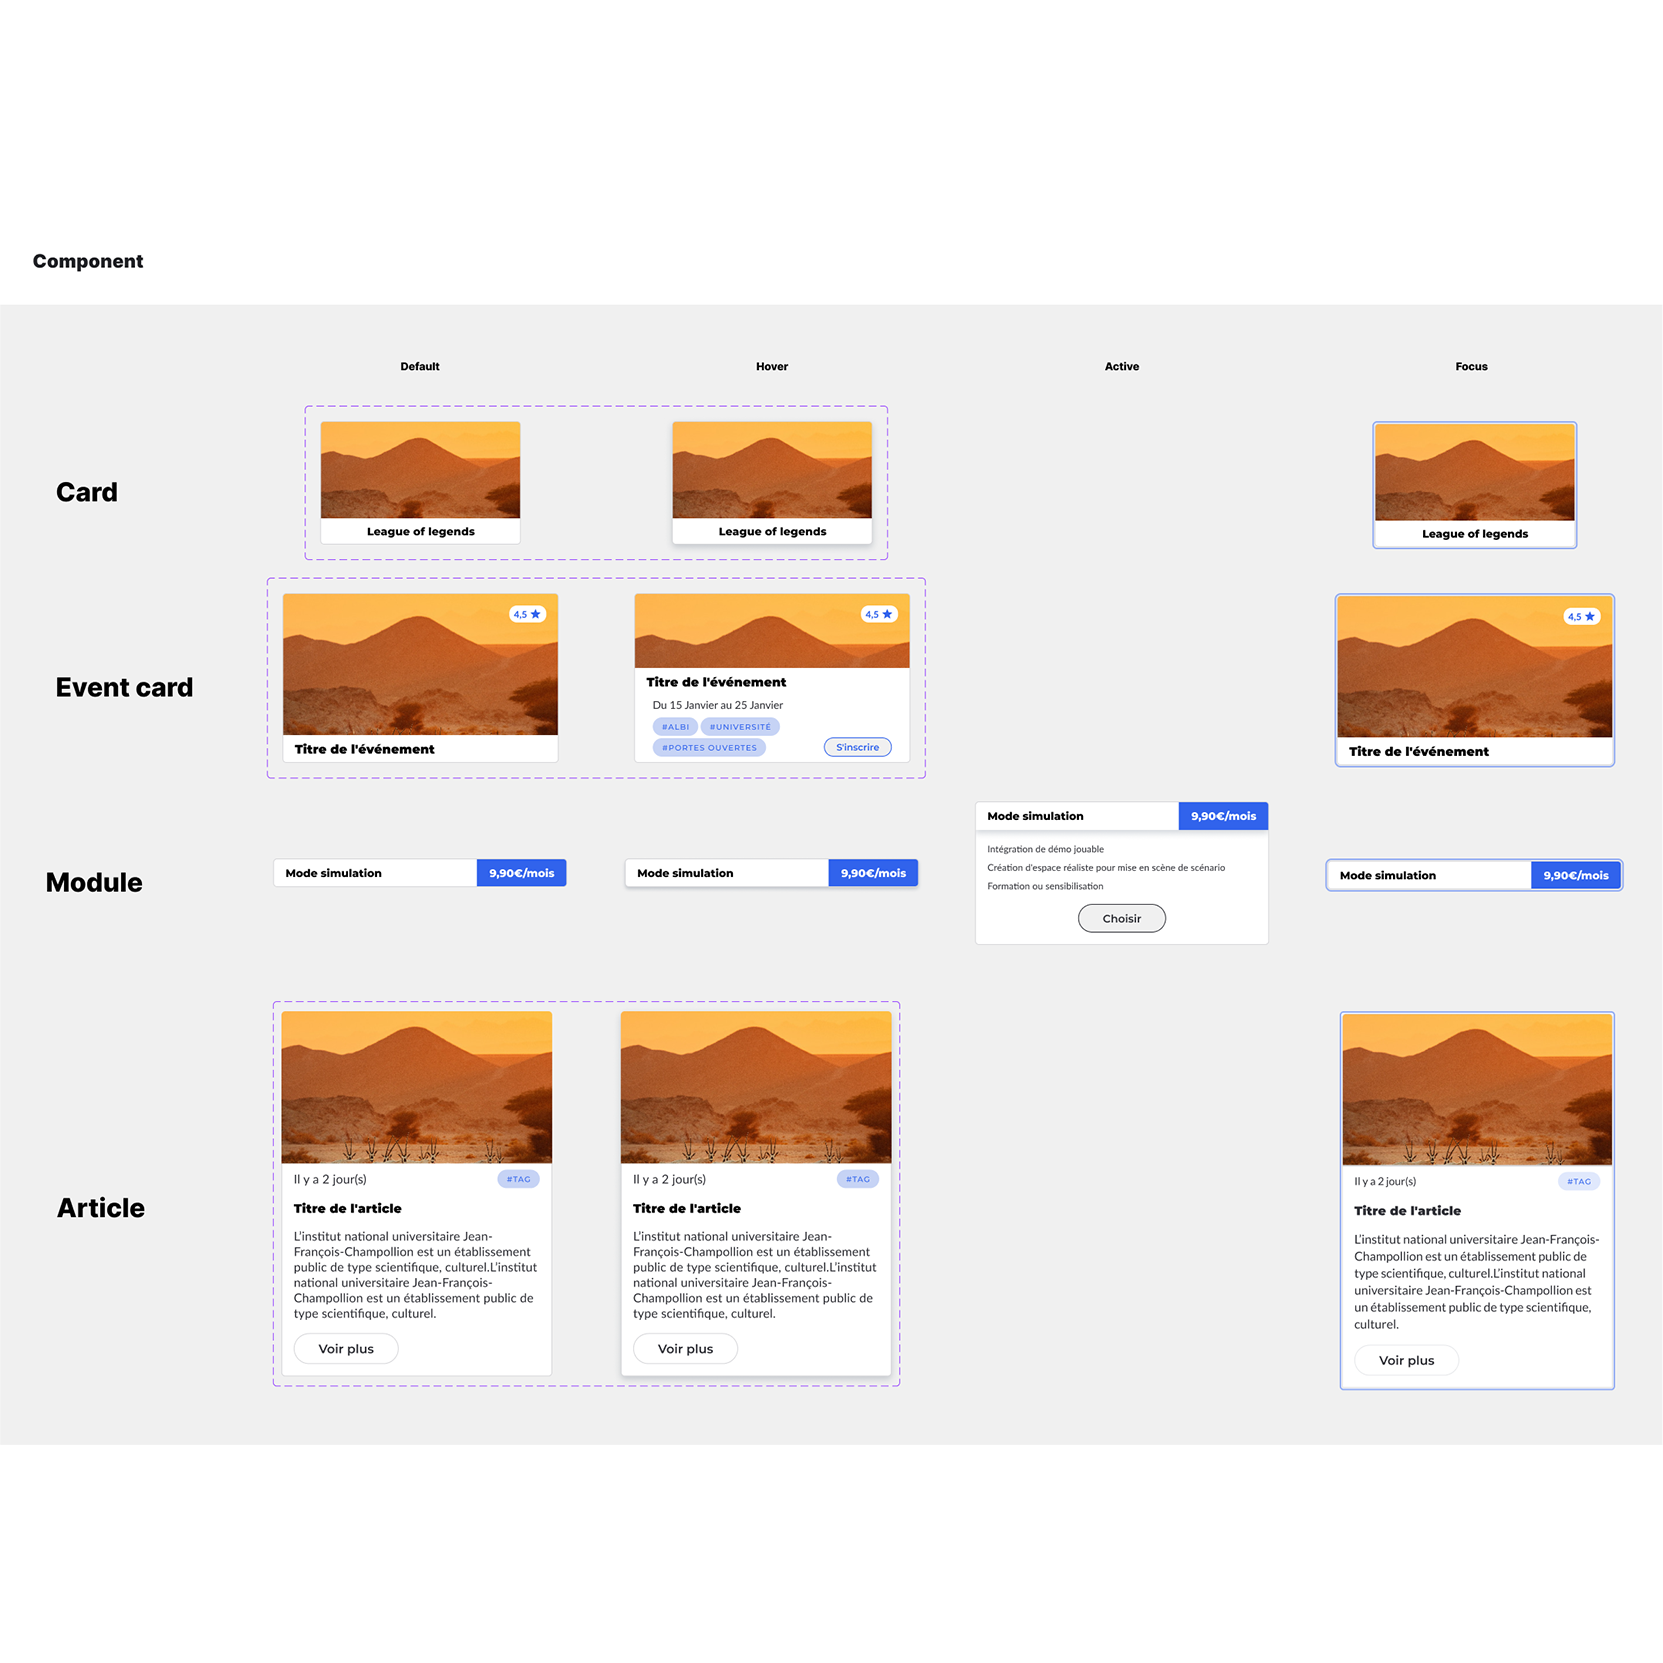 Component
Default
Hover
Active
Focus
Card
League of legends
League of legends
League of legends
Event card
4,5
Titre de l'événement
4,5
Titre de l'événement
Du 15 Janvier au 25 Janvier
#ALBI
#UNIVERSITÉ
#PORTES OUVERTES
S'inscrire
4,5
Titre de l'événement
Module
Mode simulation
9,90€/mois
Mode simulation
9,90€/mois
Mode simulation
9,90€/mois
Intégration de démo jouable
Création d'espace réaliste pour mise en scène de scénario
Formation ou sensibilisation
Choisir
Mode simulation
9,90€/mois
Article
Il y a 2 jour(s)
#TAG
Titre de l'article
L'institut national universitaire Jean-
François-Champollion est un établissement
public de type scientifique, culturel.L'institut
national universitaire Jean-François-
Champollion est un établissement public de
type scientifique, culturel.
Voir plus
Il y a 2 jour(s)
#TAG
Titre de l'article
L'institut national universitaire Jean-
François-Champollion est un établissement
public de type scientifique, culturel.L'institut
national universitaire Jean-François-
Champollion est un établissement public de
type scientifique, culturel.
Voir plus
Il y a 2 jour(s)
#TAG
Titre de l'article
L'institut national universitaire Jean-François-
Champollion est un établissement public de
type scientifique, culturel.L'institut national
universitaire Jean-François-Champollion est
un établissement public de type scientifique,
culturel.
Voir plus